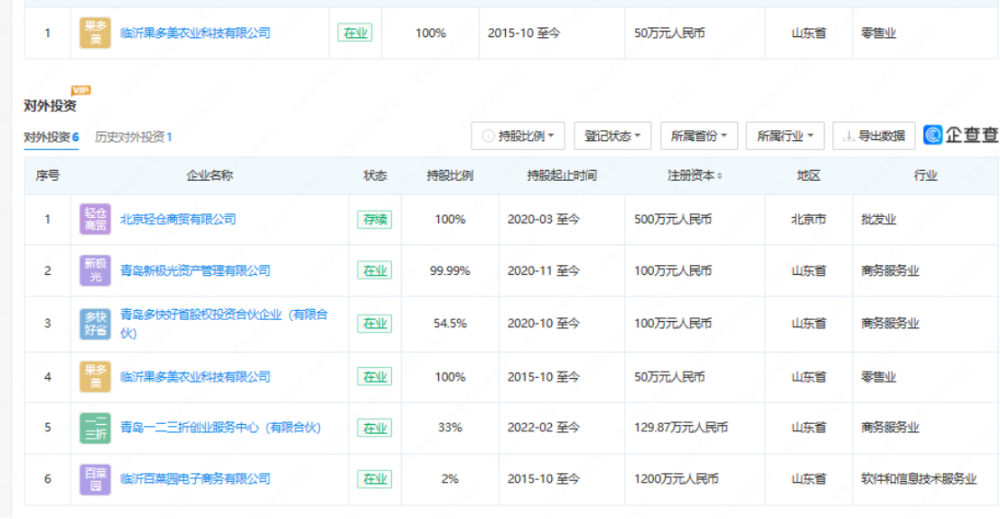 1 果多美 临沂果多美农业科技有限公司 在业 100% 2015-10 至今 50万元人民币 山东省 零售业
VIP
对外投资
对外投资 6 历史对外投资 1 持股比例 登记状态 所属省份 所属行业 导出数据 企查查
序号 企业名称 状态 持股比例 持股起止时间 注册资本 地区 行业
1 轻仓商贸 北京轻仓商贸有限公司 存续 100% 2020-03 至今 500万元人民币 北京市 批发业
2 新极光 青岛新极光资产管理有限公司 在业 99.99% 2020-11 至今 100万元人民币 山东省 商务服务业
3 多快好省 青岛多快好省股权投资合伙企业（有限合伙） 在业 54.5% 2020-10 至今 100万元人民币 山东省 商务服务业
4 果多美 临沂果多美农业科技有限公司 在业 100% 2015-10 至今 50万元人民币 山东省 零售业
5 一二三折 青岛一二三折创业服务中心（有限合伙） 在业 33% 2022-02 至今 129.87万元人民币 山东省 商务服务业
6 百菜园 临沂百菜园电子商务有限公司 在业 2% 2015-10 至今 1200万元人民币 山东省 软件和信息技术服务业